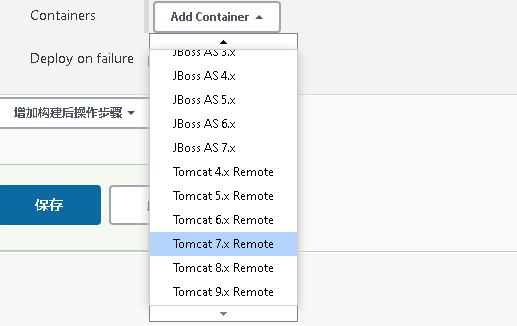 Containers
Add Container
Deploy on failure
JBoss AS 3.x
JBoss AS 4.x
JBoss AS 5.x
JBoss AS 6.x
JBoss AS 7.x
增加构建后操作步骤
Tomcat 4.x Remote
Tomcat 5.x Remote
保存
Tomcat 6.x Remote
Tomcat 7.x Remote
Tomcat 8.x Remote
Tomcat 9.x Remote